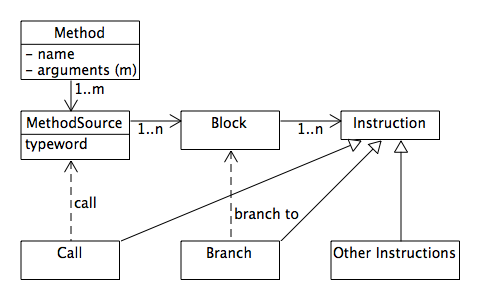 Method
- name
- arguments (m)
1..m
MethodSource
typeword
1..n
Block
1..n
Instruction
call
branch to
Call
Branch
Other Instructions